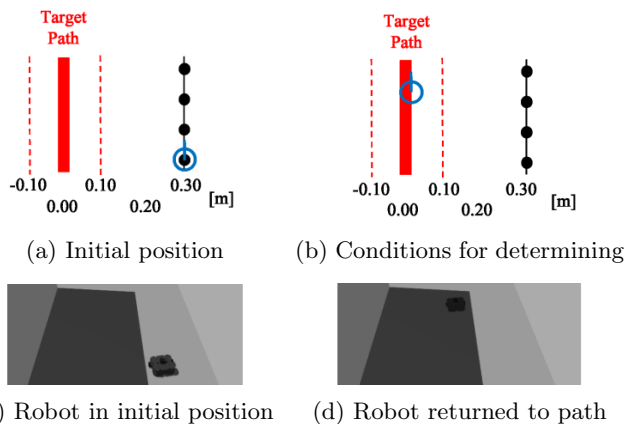 Target
Path
-0.10
0.10
0.30
[m]
0.00
0.20
Target
Path
-0.10
0.10
0.30
[m]
0.00
0.20
(a) Initial position
(b) Conditions for determining
) Robot in initial position
(d) Robot returned to path